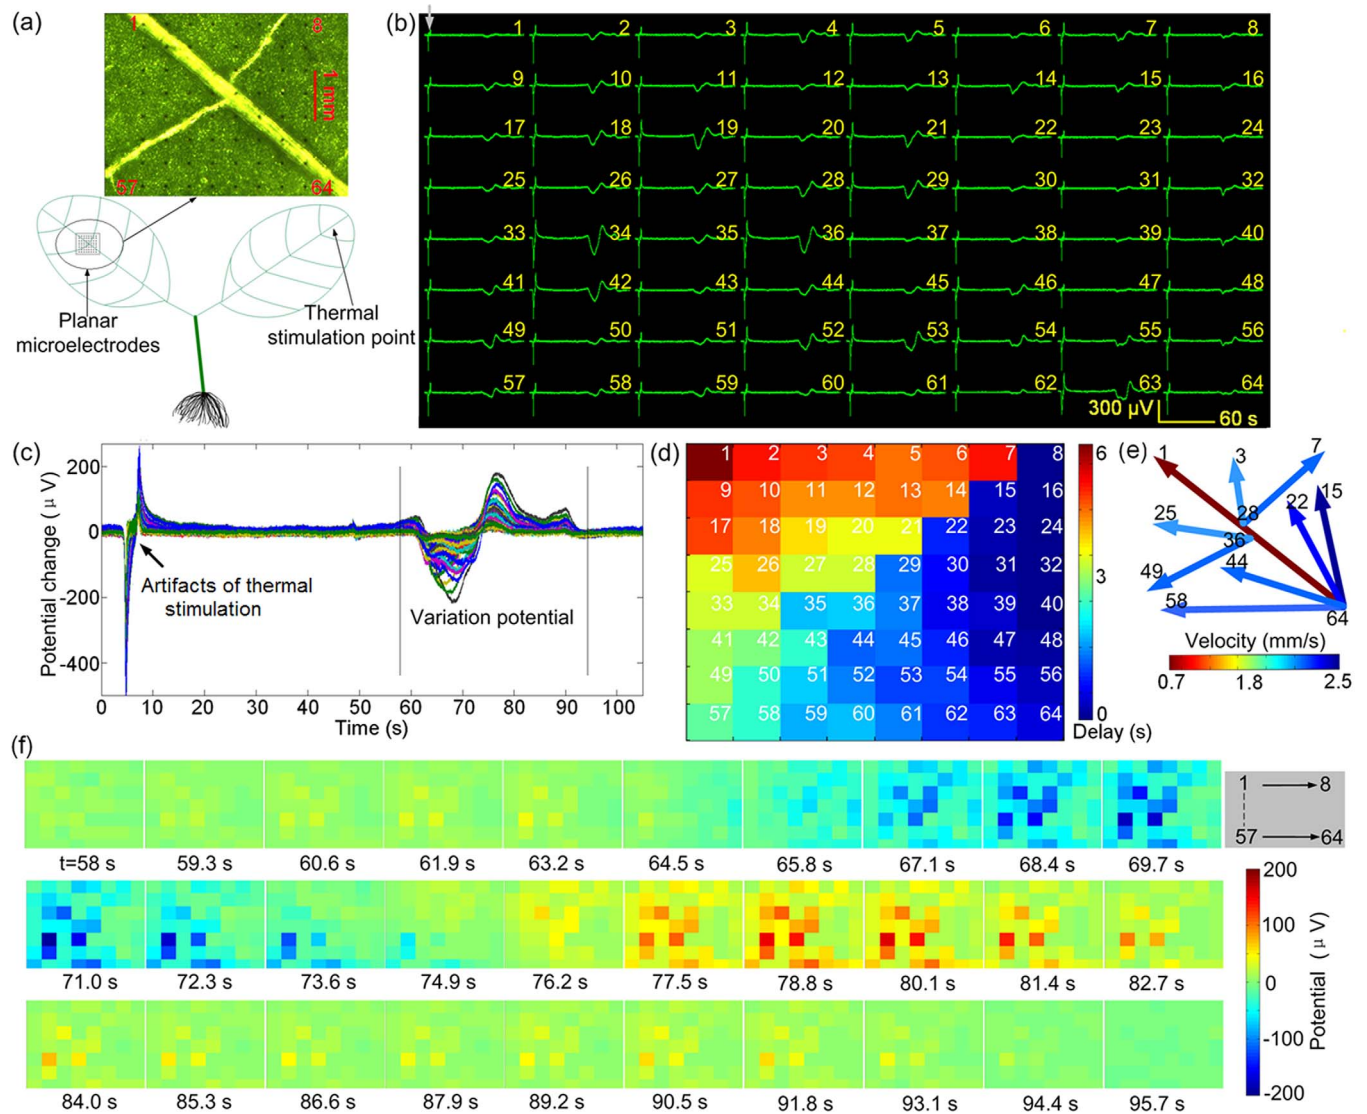 (a)
1
8
1 mm
57
64
Planar
microelectrodes
Thermal
stimulation point
(b)
1 2 3 4 5 6 7 8
9 10 11 12 13 14 15 16
17 18 19 20 21 22 23 24
25 26 27 28 29 30 31 32
33 34 35 36 37 38 39 40
41 42 43 44 45 46 47 48
49 50 51 52 53 54 55 56
57 58 59 60 61 62 63 64
300 μV
60 s
(c)
Potential change ( μ V)
200
0
-200
-400
Artifacts of thermal
stimulation
Variation potential
0 10 20 30 40 50 60 70 80 90 100
Time (s)
(d)
1 2 3 4 5 6 7 8
9 10 11 12 13 14 15 16
17 18 19 20 21 22 23 24
25 26 27 28 29 30 31 32
33 34 35 36 37 38 39 40
41 42 43 44 45 46 47 48
49 50 51 52 53 54 55 56
57 58 59 60 61 62 63 64
6
3
0
Delay (s)
(e)
1
3
7
15
22
25
28
36
44
49
58
64
Velocity (mm/s)
0.7 1.8 2.5
(f)
t=58 s 59.3 s 60.6 s 61.9 s 63.2 s 64.5 s 65.8 s 67.1 s 68.4 s 69.7 s
1 8
57 64
71.0 s 72.3 s 73.6 s 74.9 s 76.2 s 77.5 s 78.8 s 80.1 s 81.4 s 82.7 s
84.0 s 85.3 s 86.6 s 87.9 s 89.2 s 90.5 s 91.8 s 93.1 s 94.4 s 95.7 s
200
100
0
-100
-200
Potential ( μ V)